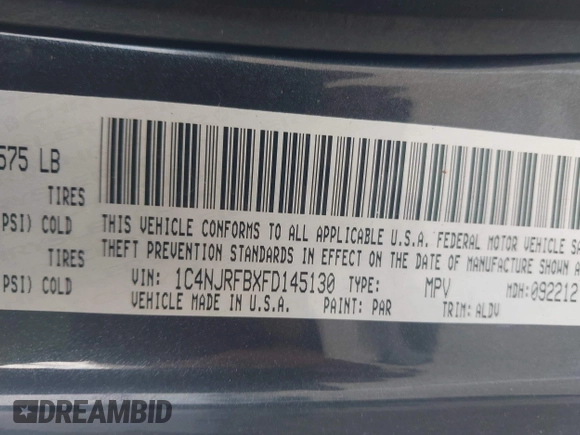 575 LB
TIRES
PSI) COLD
TIRES
PSI) COLD
THIS VEHICLE CONFORMS TO ALL APPLICABLE U.S.A. FEDERAL MOTOR VEHICLE
THEFT PREVENTION STANDARDS IN EFFECT ON THE DATE OF MANUFACTURE SHOWN
VIN: 1C4NJRFBXFD145130 TYPE: MPV MDH:092212
VEHICLE MADE IN U.S.A. PAINT: PAR TRIM: ALDV
DREAMBID